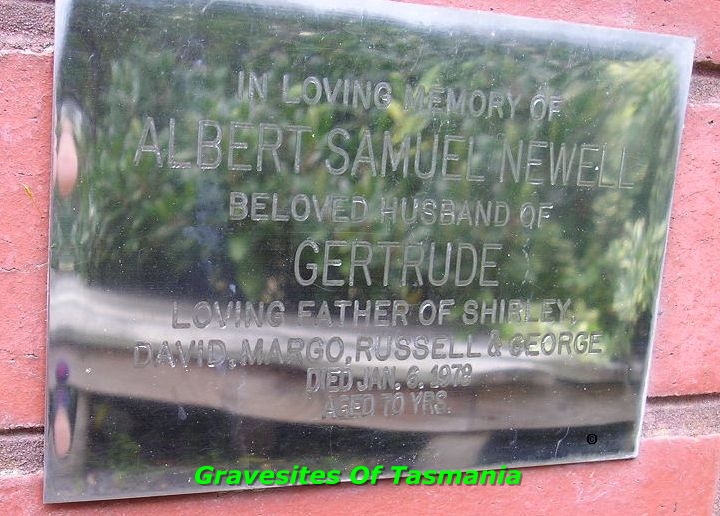 IN LOVING MEMORY OF
ALBERT SAMUEL NEWELL
BELOVED HUSBAND OF
GERTRUDE
LOVING FATHER OF SHIRLEY,
DAVID, MARGO, RUSSELL & GEORGE
DIED JAN. 6. 1978
AGED 70 YRS.
Gravesites Of Tasmania